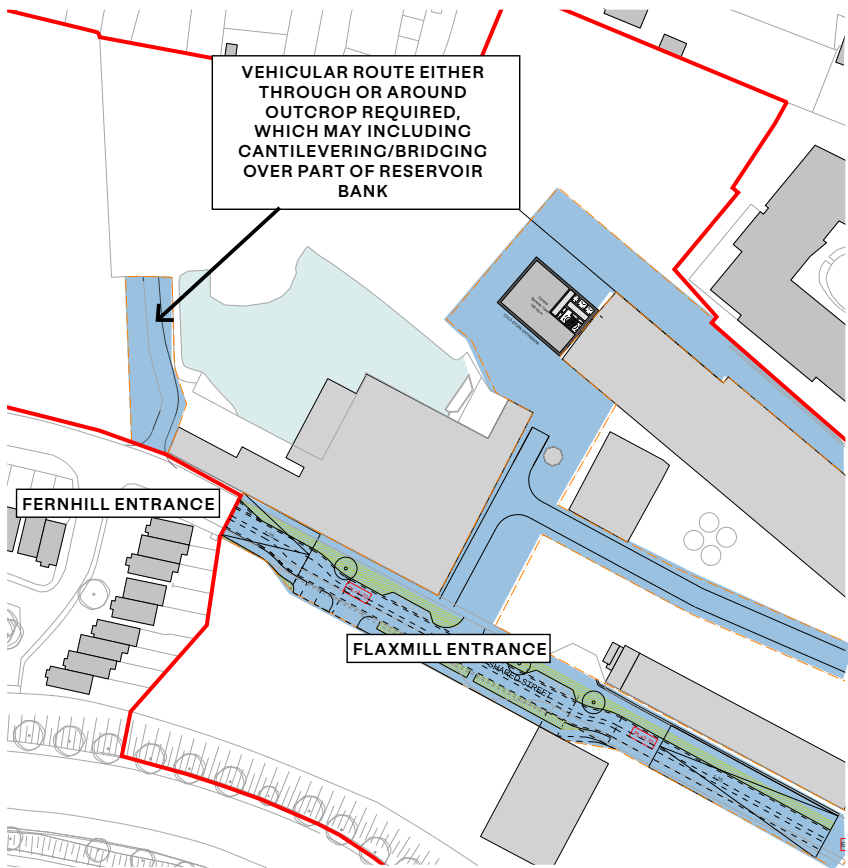 VEHICULAR ROUTE EITHER
THROUGH OR AROUND
OUTCROP REQUIRED,
WHICH MAY INCLUDING
CANTILEVERING/BRIDGING
OVER PART OF RESERVOIR
BANK
FERNHILL ENTRANCE
FLAXMILL ENTRANCE
SHARED STREET